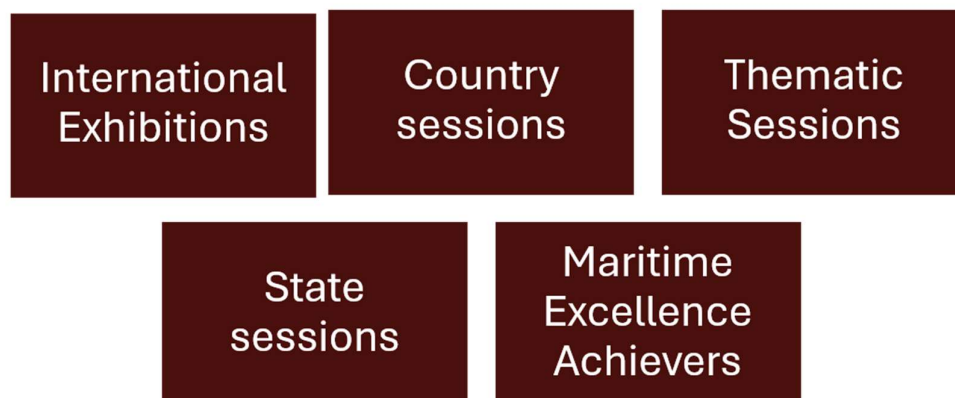 International
Exhibitions
Country
sessions
Thematic
Sessions
State
sessions
Maritime
Excellence
Achievers